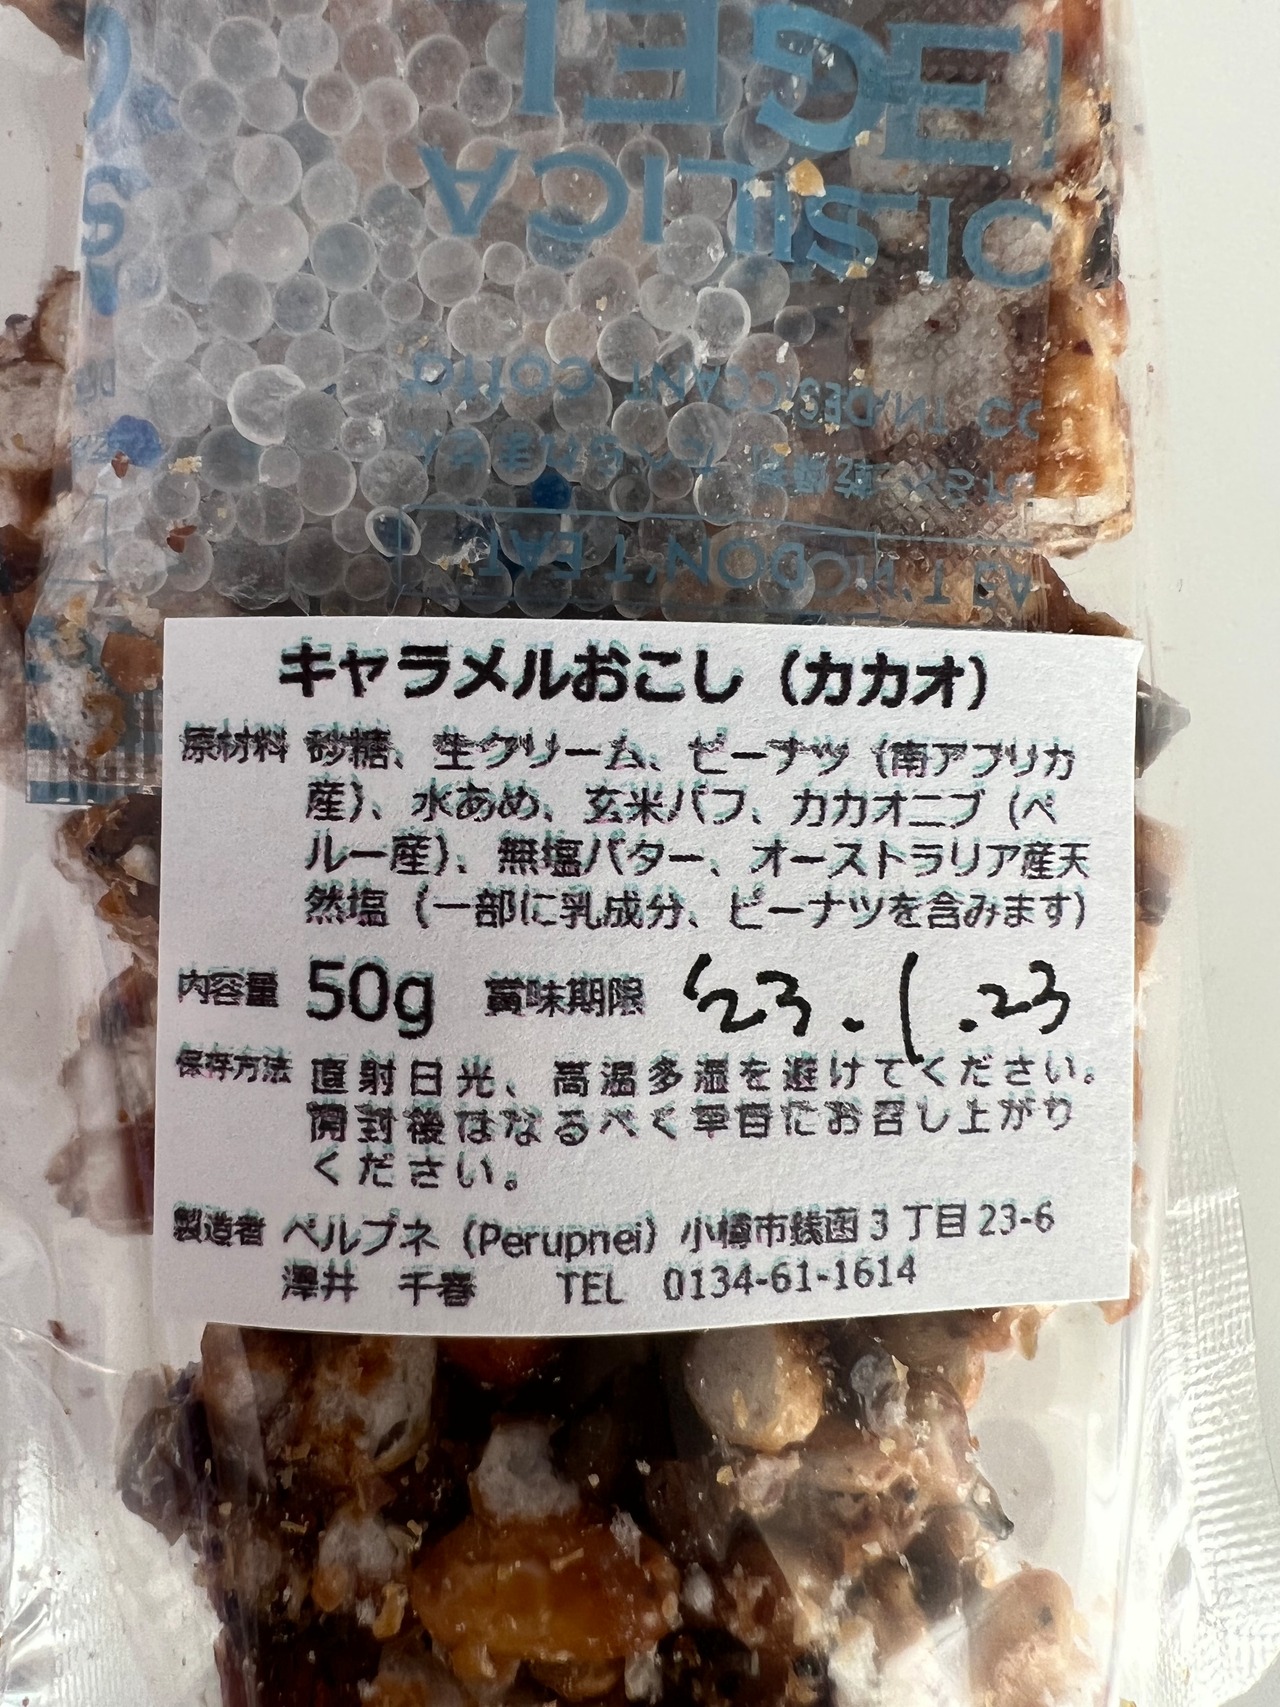 SILICA
GEL
DON'T EAT
キャラメルおこし（カカオ）
原材料 砂糖、生クリーム、ピーナツ（南アフリカ
産）、水あめ、玄米パフ、カカオニブ（ペ
ルー産）、無塩バター、オーストラリア産天
然塩（一部に乳成分、ピーナツを含みます）
内容量 50g 賞味期限 '23.1.23
保存方法 直射日光、高温多湿を避けてください。
開封後はなるべく早目にお召し上がり
ください。
製造者 ペルプネ（Perupnei）小樽市銭函3丁目23-6
澤井 千春 TEL 0134-61-1614